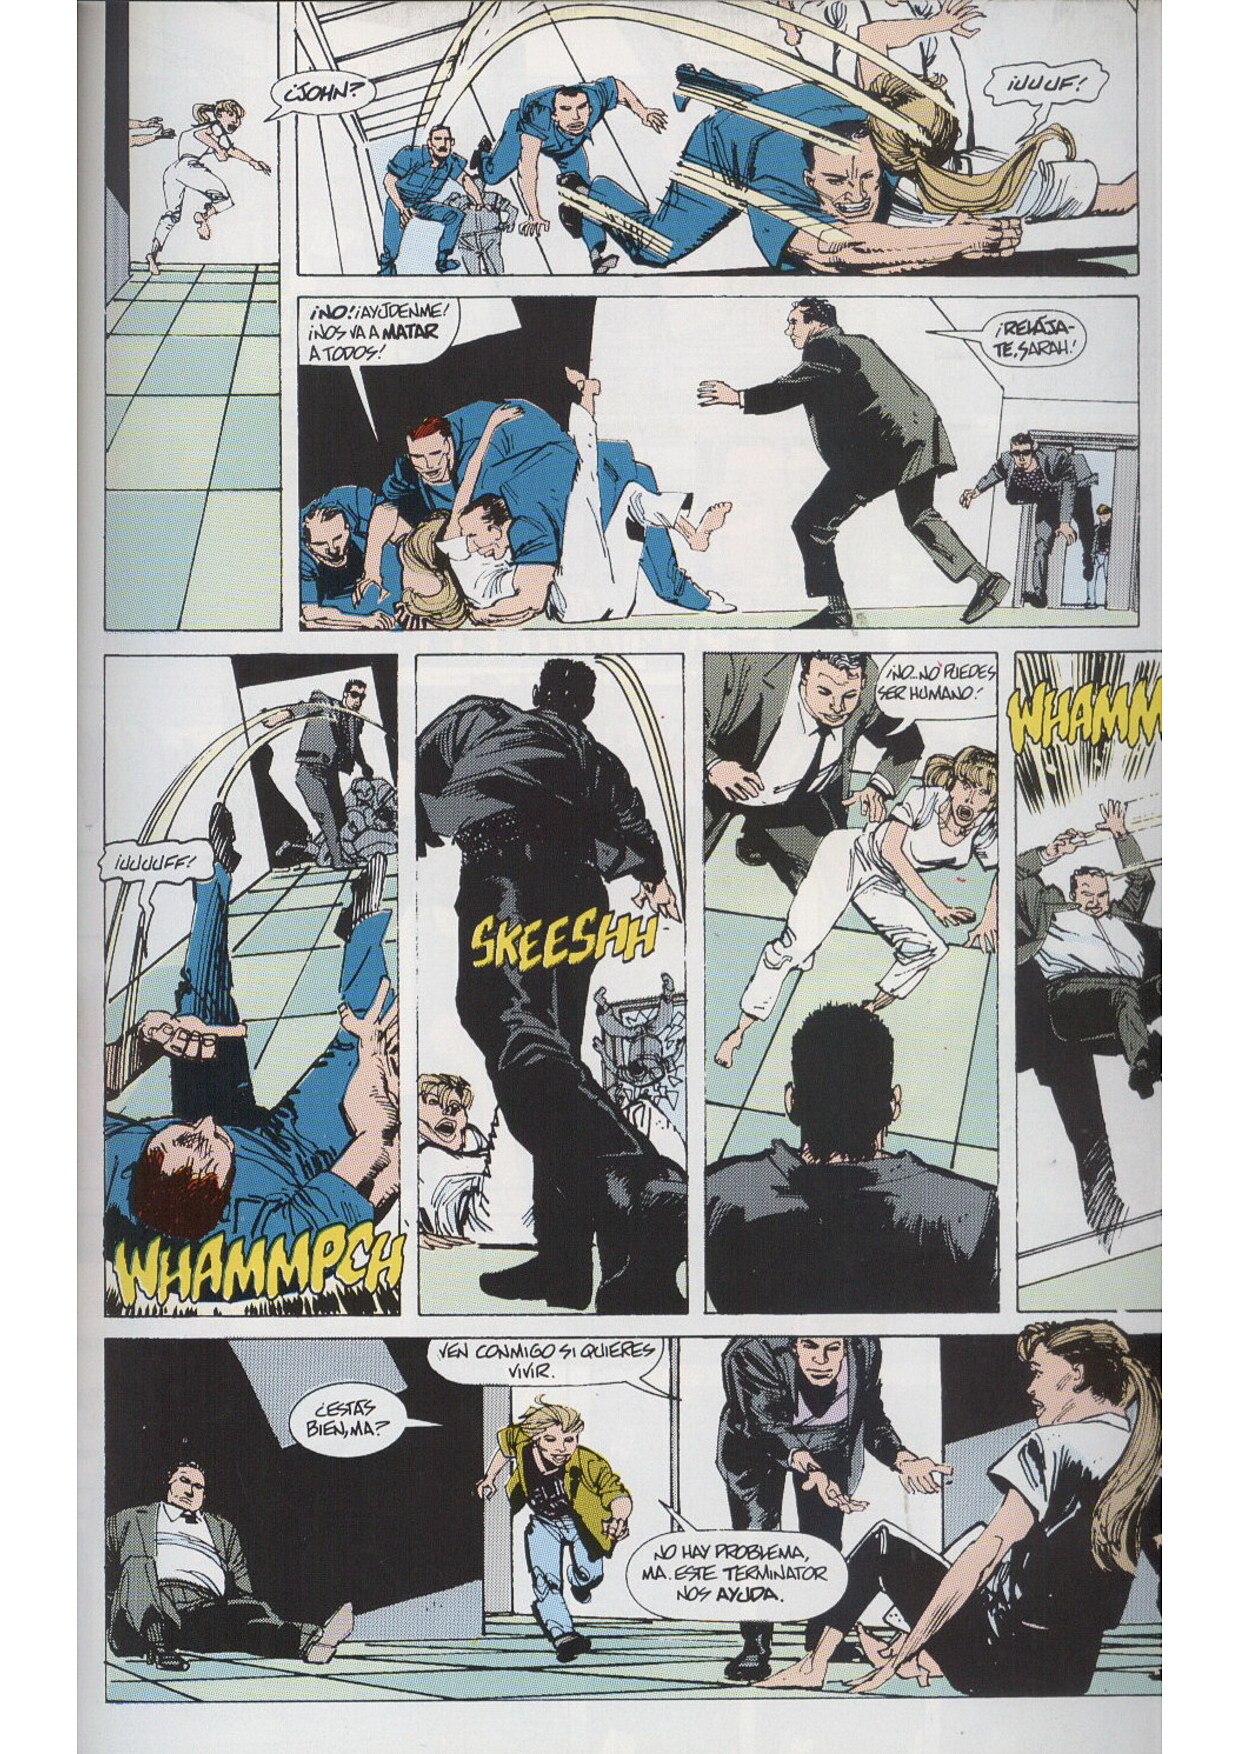 ¿JOHN?
¡UUUF!
¡NO! ¡AYÚDENME!
¡NOS VA A MATAR
A TODOS!
¡RELÁJA-
TE, SARAH!
¡UUUUFF!
WHAMMPCH
SKEESHH
¡NO...NO PUEDES
SER HUMANO!
WHAMM
VEN CONMIGO SI QUIERES
VIVIR.
¿ESTÁS
BIEN, MA?
NO HAY PROBLEMA,
MA. ESTE TERMINATOR
NOS AYUDA.